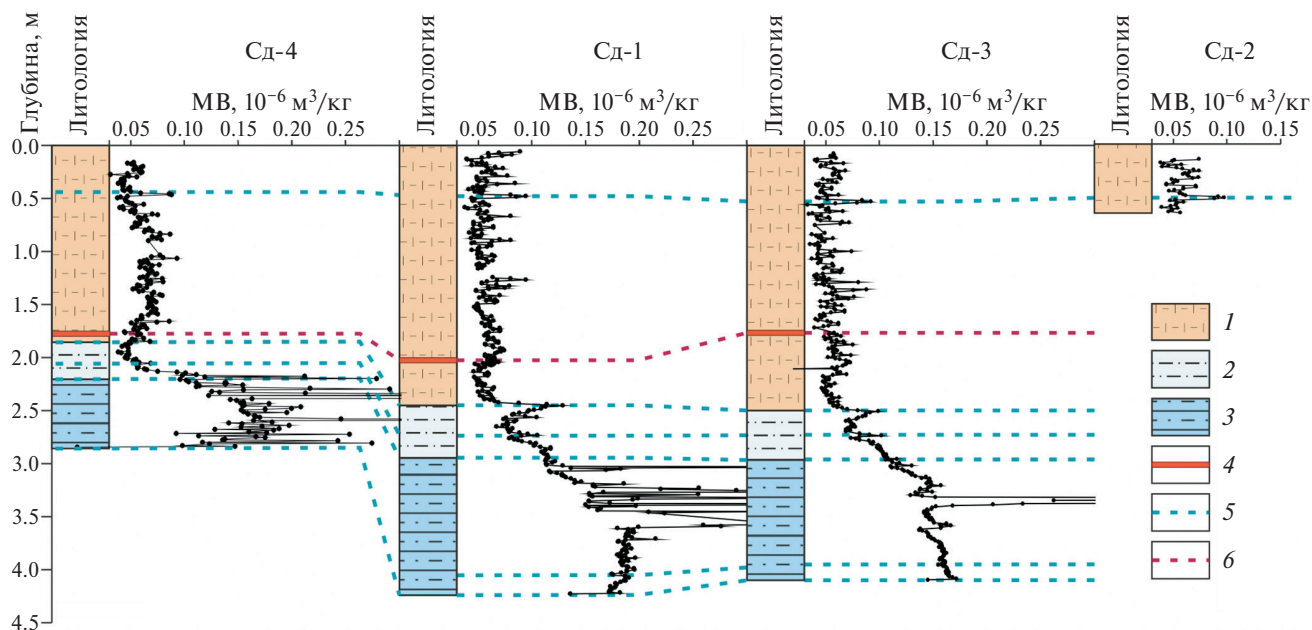 Глубина, м
Литология
Сд-4
МВ, 10⁻⁶ м³/кг
0.05 0.10 0.15 0.20 0.25
Литология
Сд-1
МВ, 10⁻⁶ м³/кг
0.05 0.10 0.15 0.20 0.25
Литология
Сд-3
МВ, 10⁻⁶ м³/кг
0.05 0.10 0.15 0.20 0.25
Литология
Сд-2
МВ, 10⁻⁶ м³/кг
0.05 0.10 0.15
0.0
0.5
1.0
1.5
2.0
2.5
3.0
3.5
4.0
4.5
1
2
3
4
5
6